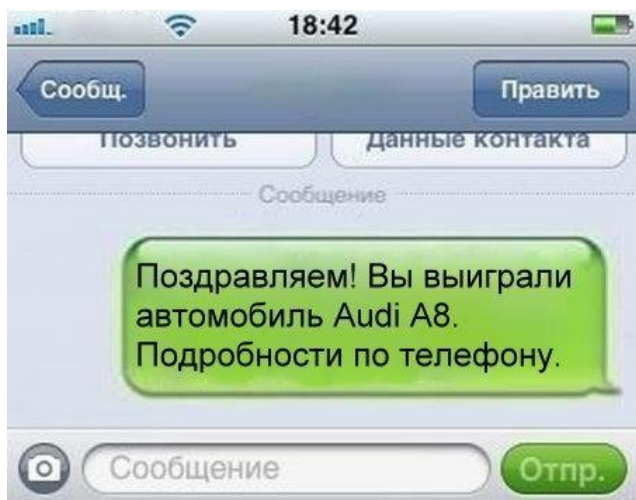 18:42
Сообщ. Править
Позвонить Данные контакта
Сообщение
Поздравляем! Вы выиграли
автомобиль Audi A8.
Подробности по телефону.
Сообщение Отпр.